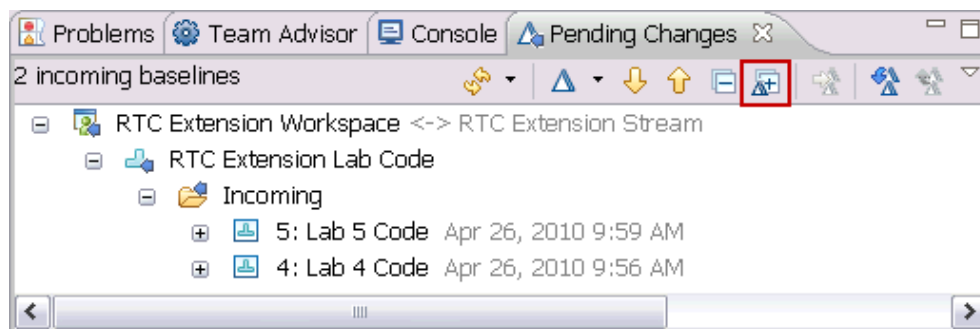 Problems Team Advisor Console Pending Changes
2 incoming baselines
RTC Extension Workspace <-> RTC Extension Stream
RTC Extension Lab Code
Incoming
5: Lab 5 Code Apr 26, 2010 9:59 AM
4: Lab 4 Code Apr 26, 2010 9:56 AM